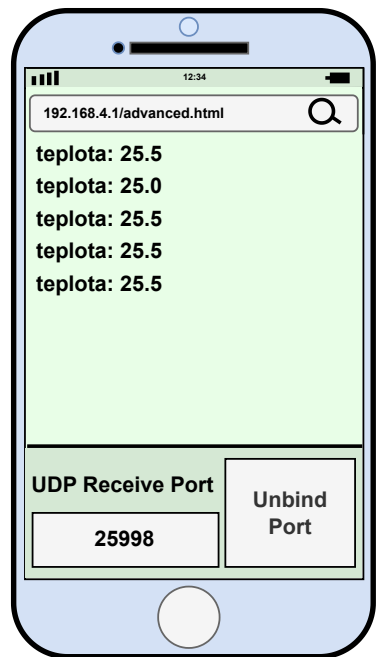 12:34
192.168.4.1/advanced.html
teplota: 25.5
teplota: 25.0
teplota: 25.5
teplota: 25.5
teplota: 25.5
UDP Receive Port
25998
Unbind
Port